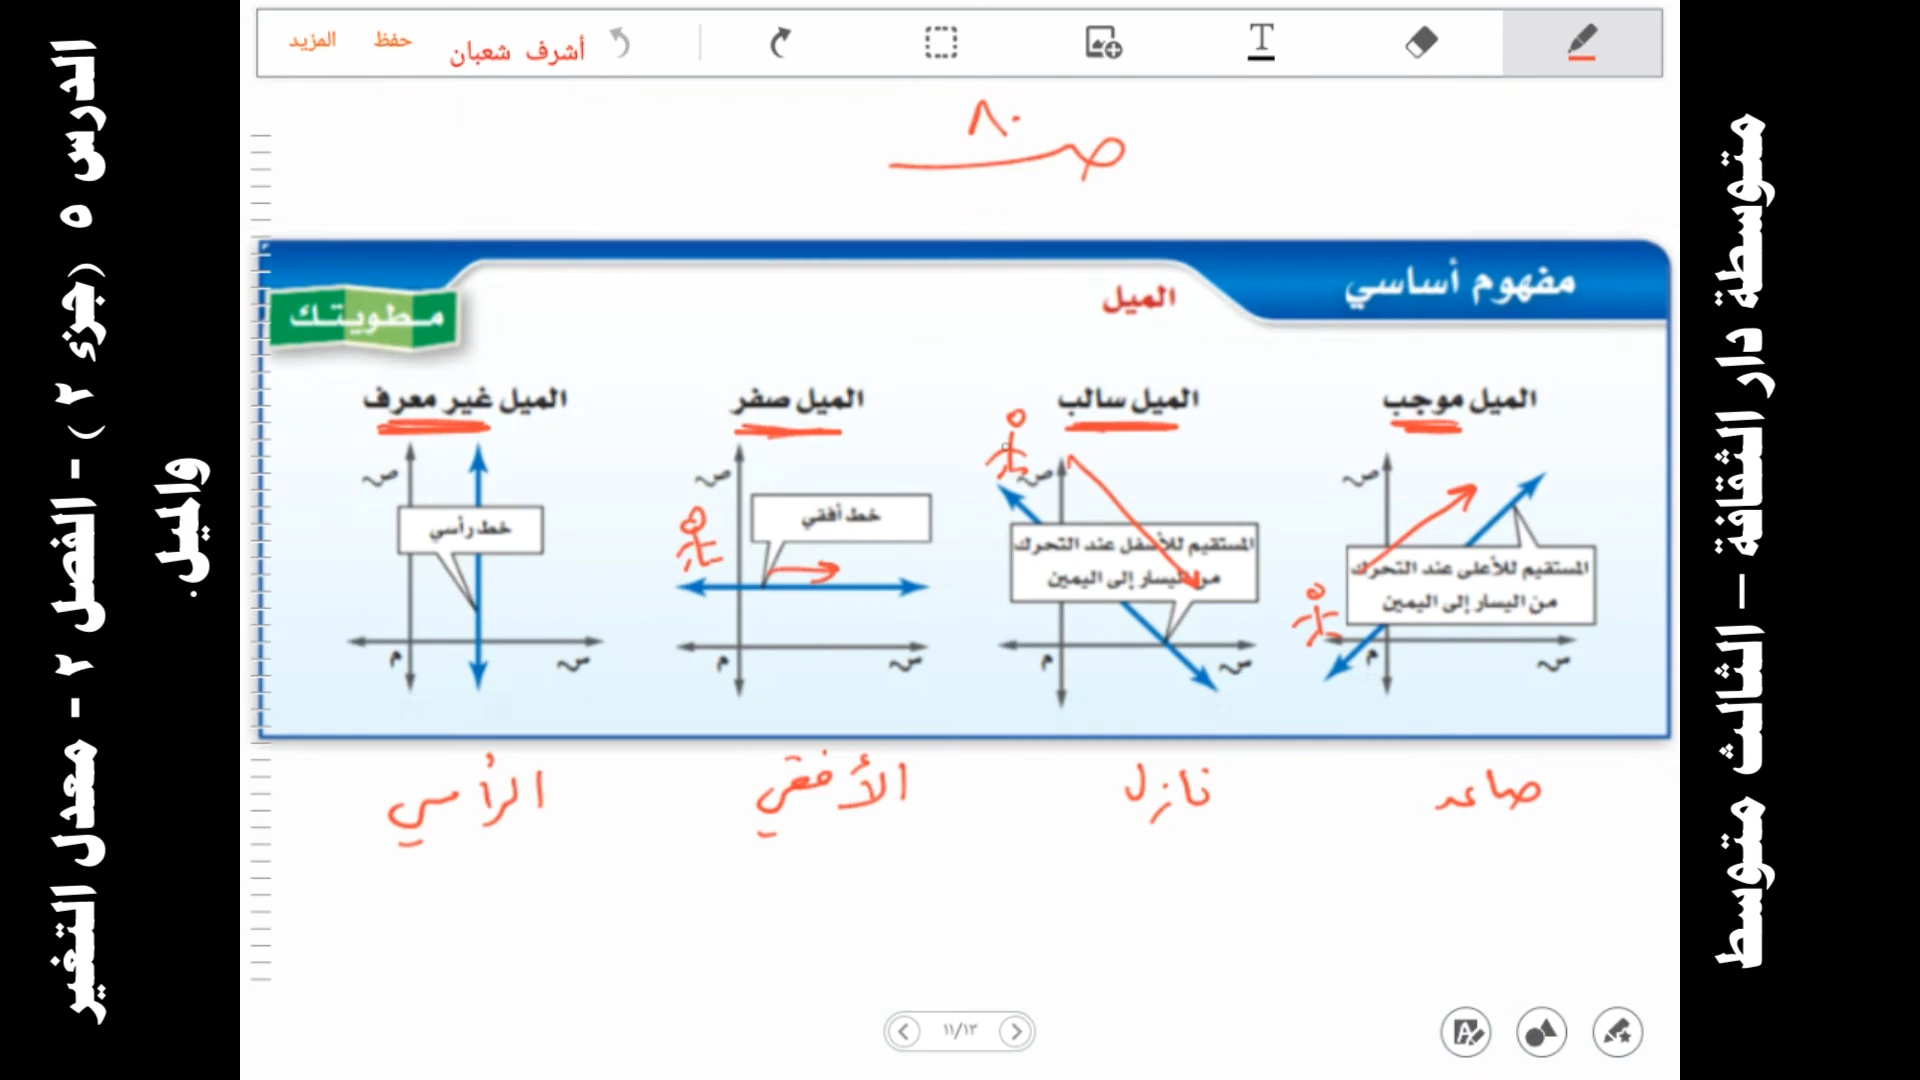 المزيد
حفظ
أشرف شعبان
T
ص ٨٠
مفهوم أساسي
الميل
مطويتك
الميل موجب
الميل سالب
الميل صفر
الميل غير معرف
ص
المستقيم للأعلى عند التحرك
من اليسار إلى اليمين
م
س
ص
المستقيم للأسفل عند التحرك
من اليسار إلى اليمين
م
س
ص
خط أفقي
م
س
ص
خط رأسي
م
س
صاعد
نازل
الأفقي
الرأسي
١١/١٣
متوسطة دار الثقافة – الثالث متوسط
الدرس ٥ (جزء ٢) - الفصل ٢ - معدل التغيير
والميل.